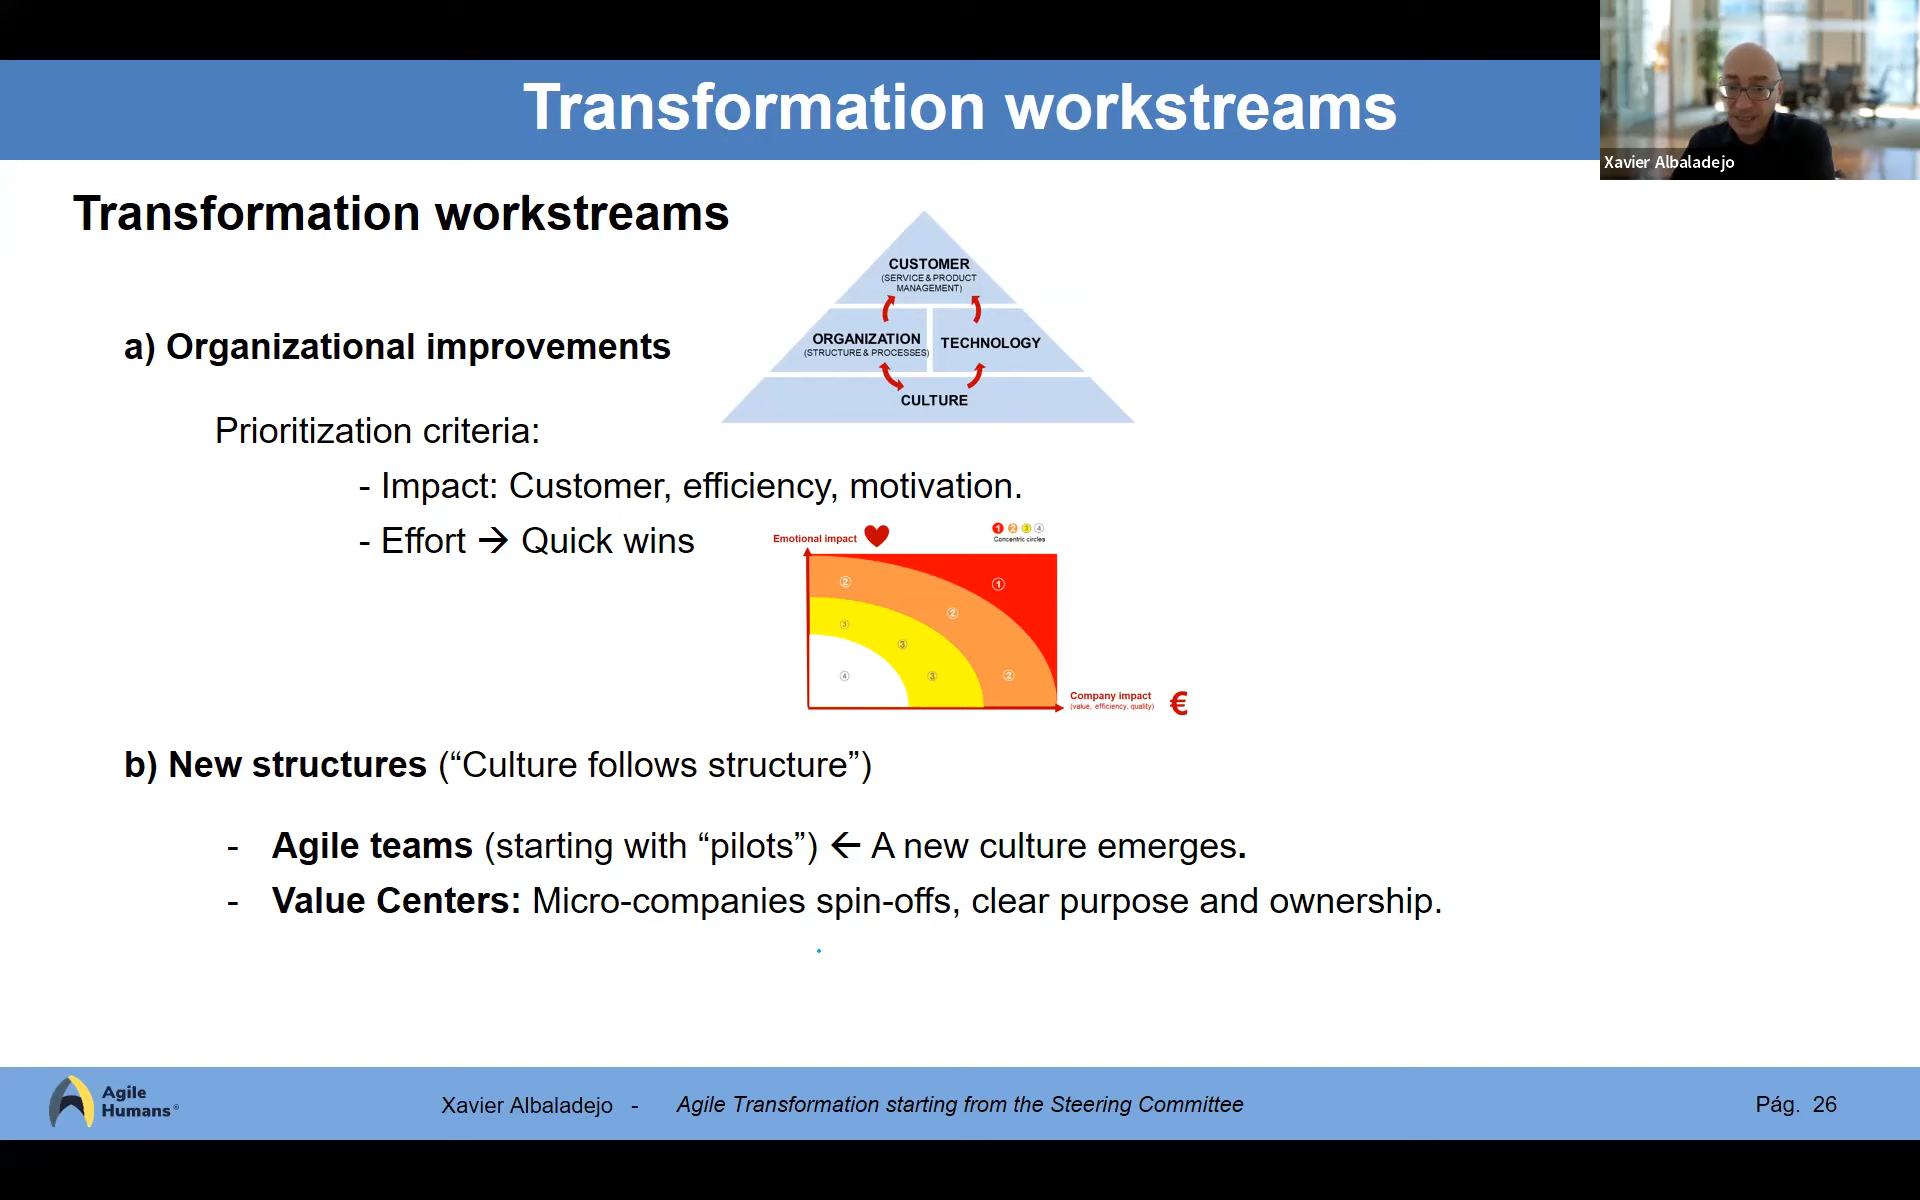 Transformation workstreams
Xavier Albaladejo
Transformation workstreams
CUSTOMER
(SERVICE & PRODUCT
MANAGEMENT)
ORGANIZATION
(STRUCTURE & PROCESSES)
TECHNOLOGY
CULTURE
a) Organizational improvements
Prioritization criteria:
- Impact: Customer, efficiency, motivation.
- Effort → Quick wins
Emotional impact
1 2 3 4
Concentric circles
2
1
2
3
3
4
3
2
Company impact
(value, efficiency, quality)
€
b) New structures (“Culture follows structure”)
- Agile teams (starting with “pilots”) ← A new culture emerges.
- Value Centers: Micro-companies spin-offs, clear purpose and ownership.
Agile
Humans®
Xavier Albaladejo - Agile Transformation starting from the Steering Committee
Pág. 26